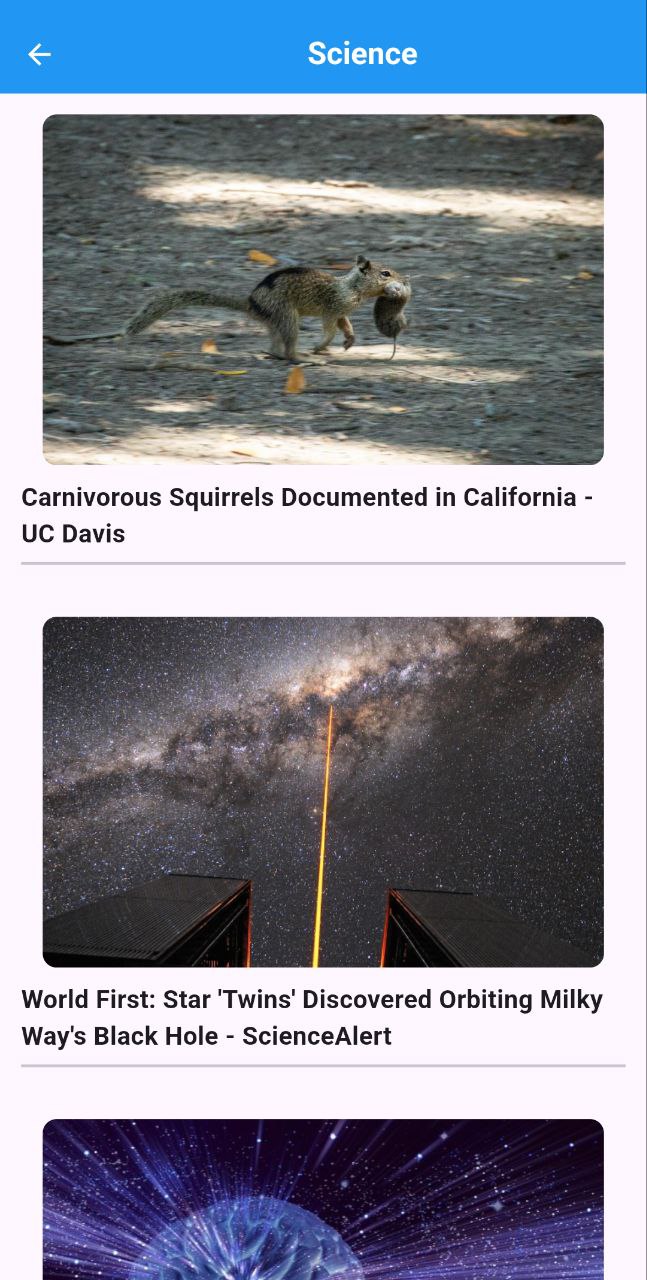 Science
Carnivorous Squirrels Documented in California -
UC Davis
World First: Star 'Twins' Discovered Orbiting Milky
Way's Black Hole - ScienceAlert